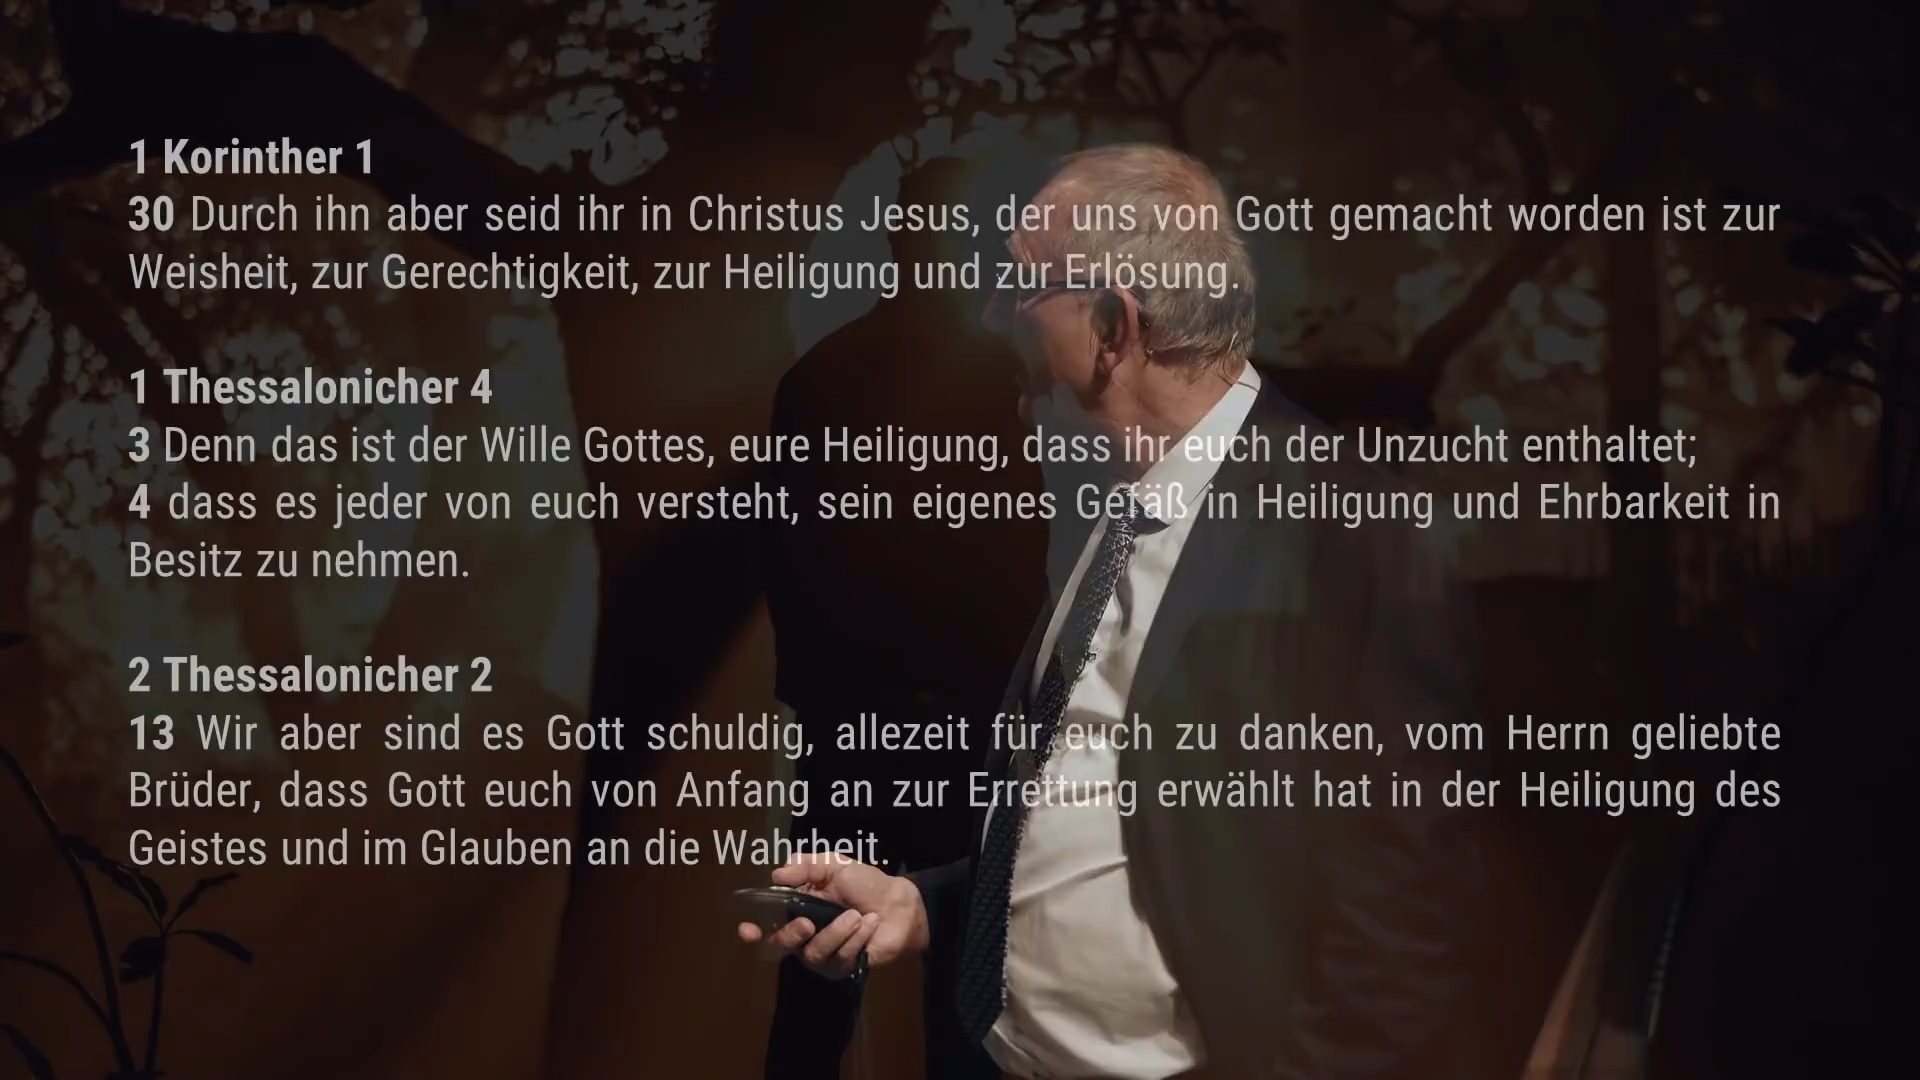 1 Korinther 1
30 Durch ihn aber seid ihr in Christus Jesus, der uns von Gott gemacht worden ist zur
Weisheit, zur Gerechtigkeit, zur Heiligung und zur Erlösung.
1 Thessalonicher 4
3 Denn das ist der Wille Gottes, eure Heiligung, dass ihr euch der Unzucht enthaltet;
4 dass es jeder von euch versteht, sein eigenes Gefäß in Heiligung und Ehrbarkeit in
Besitz zu nehmen.
2 Thessalonicher 2
13 Wir aber sind es Gott schuldig, allezeit für euch zu danken, vom Herrn geliebte
Brüder, dass Gott euch von Anfang an zur Errettung erwählt hat in der Heiligung des
Geistes und im Glauben an die Wahrheit.